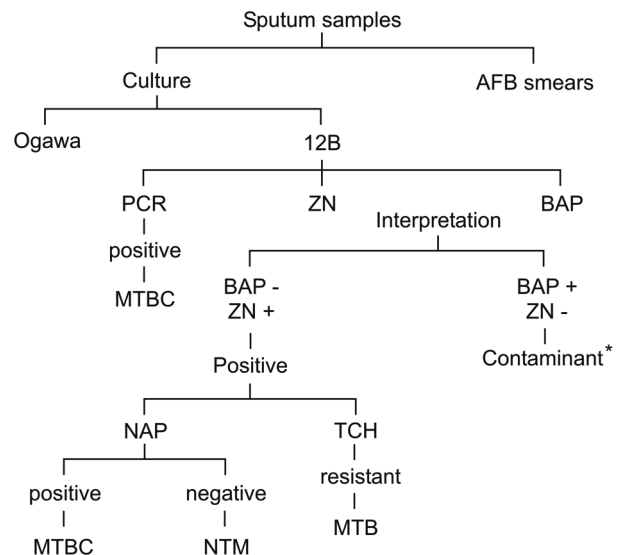 Sputum samples
Culture AFB smears
Ogawa 12B
PCR ZN BAP
Interpretation
positive
MTBC
BAP - BAP +
ZN + ZN -
Contaminant*
Positive
NAP TCH
resistant
positive negative
MTB
MTBC NTM